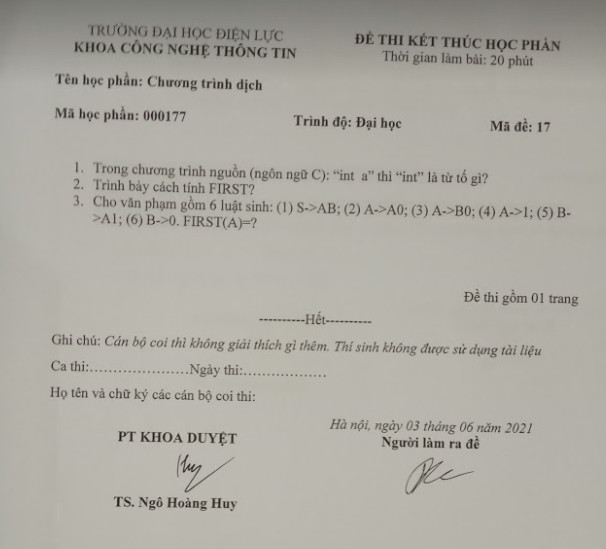 TRƯỜNG ĐẠI HỌC ĐIỆN LỰC
KHOA CÔNG NGHỆ THÔNG TIN
ĐỀ THI KẾT THÚC HỌC PHẦN
Thời gian làm bài: 20 phút
Tên học phần: Chương trình dịch
Mã học phần: 000177 Trình độ: Đại học Mã đề: 17
1. Trong chương trình nguồn (ngôn ngữ C): “int a” thì “int” là từ tố gì?
2. Trình bày cách tính FIRST?
3. Cho văn phạm gồm 6 luật sinh: (1) S->AB; (2) A->A0; (3) A->B0; (4) A->1; (5) B-
>A1; (6) B->0. FIRST(A)=?
Đề thi gồm 01 trang
----------Hết----------
Ghi chú: Cán bộ coi thi không giải thích gì thêm. Thí sinh không được sử dụng tài liệu
Ca thi:....................Ngày thi:.................
Họ tên và chữ ký các cán bộ coi thi:
Hà nội, ngày 03 tháng 06 năm 2021
PT KHOA DUYỆT
Người làm ra đề
TS. Ngô Hoàng Huy